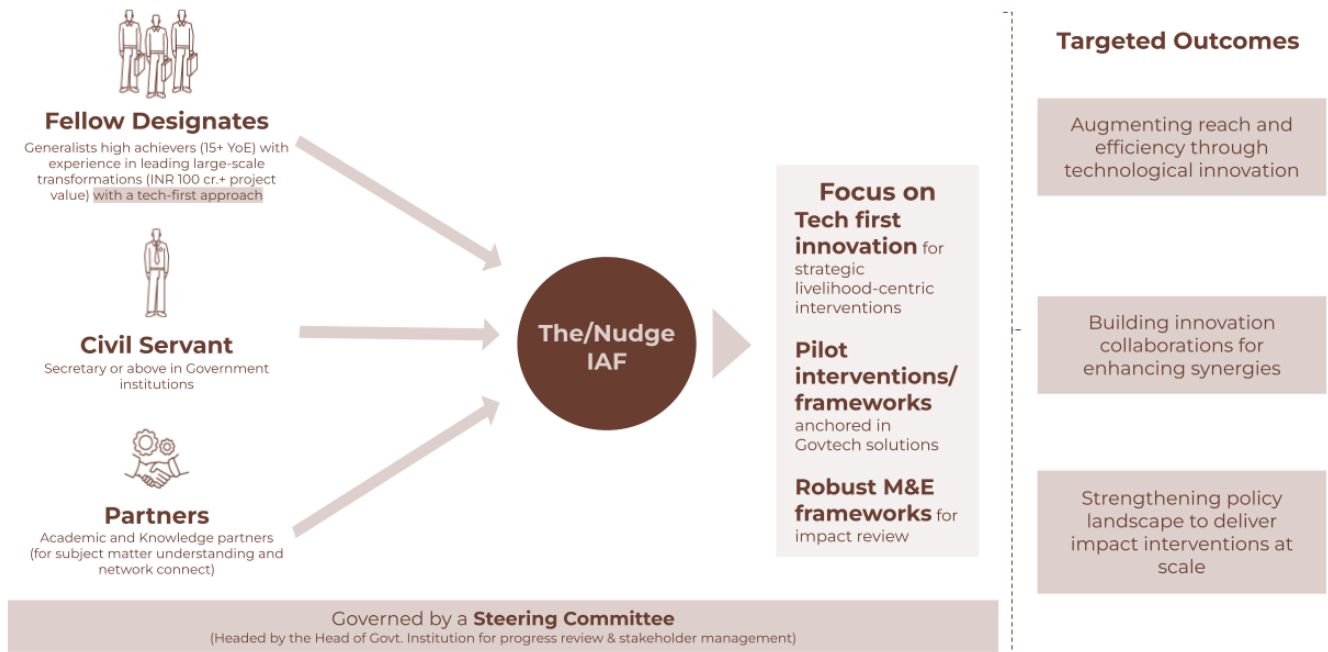 Fellow Designates
Generalists high achievers (15+ YoE) with
experience in leading large-scale
transformations (INR 100 cr.+ project
value) with a tech-first approach
Civil Servant
Secretary or above in Government
institutions
Partners
Academic and Knowledge partners
(for subject matter understanding and
network connect)
The/Nudge
IAF
Focus on
Tech first
innovation for
strategic
livelihood-centric
interventions
Pilot
interventions/
frameworks
anchored in
Govtech solutions
Robust M&E
frameworks for
impact review
Governed by a Steering Committee
(Headed by the Head of Govt. Institution for progress review & stakeholder management)
Targeted Outcomes
Augmenting reach and
efficiency through
technological innovation
Building innovation
collaborations for
enhancing synergies
Strengthening policy
landscape to deliver
impact interventions at
scale